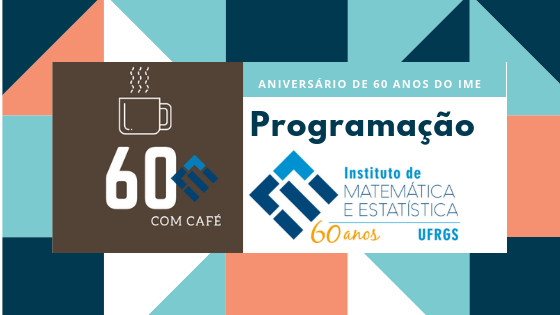 60
COM CAFÉ
ANIVERSÁRIO DE 60 ANOS DO IME
Programação
Instituto de
MATEMÁTICA
E ESTATÍSTICA
60 anos
UFRGS